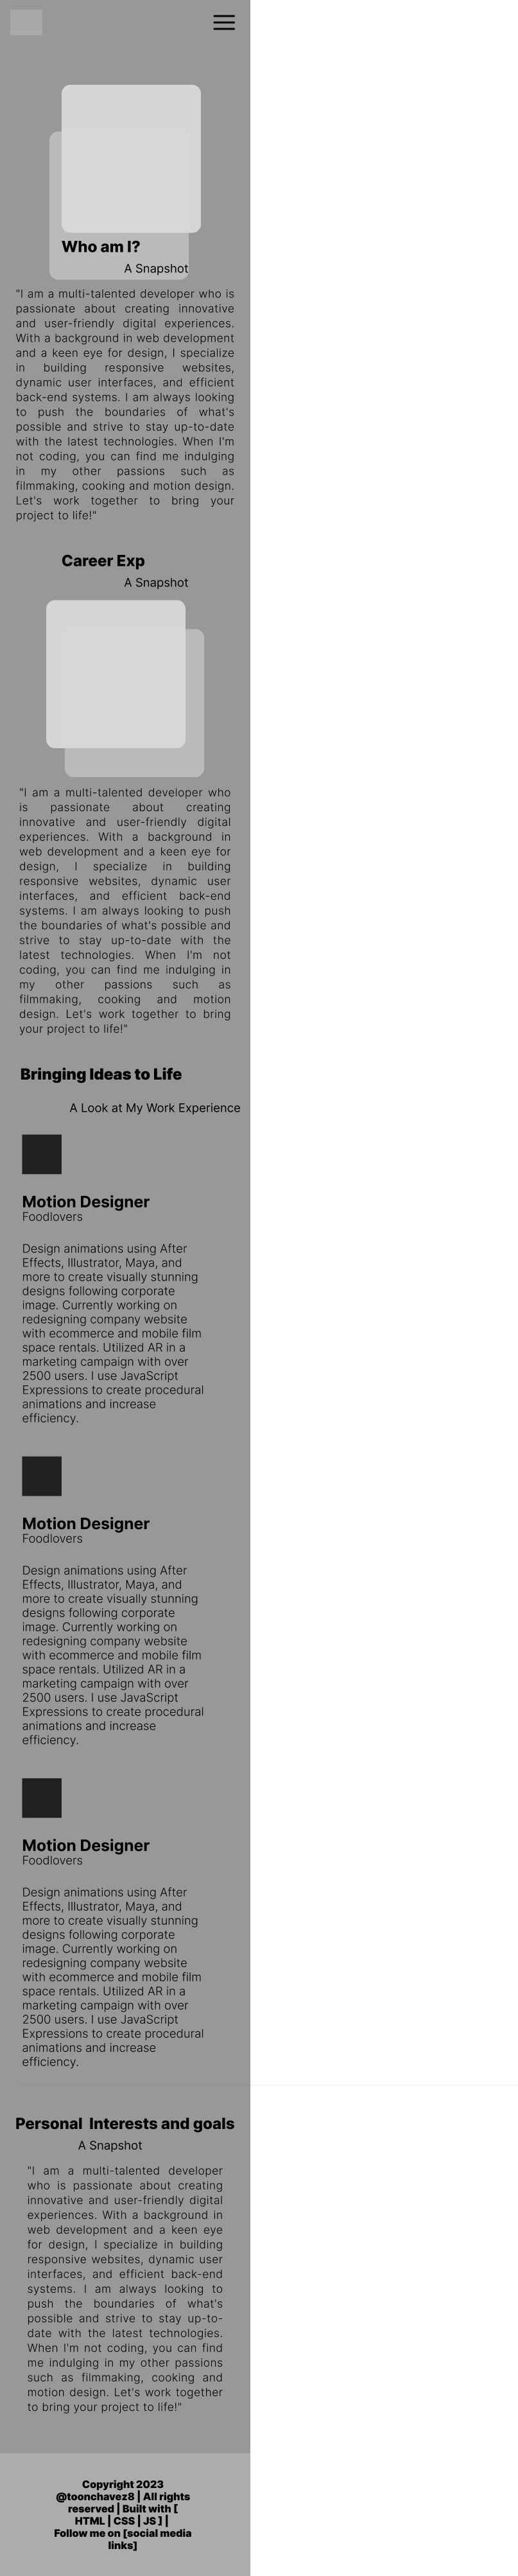 Who am I?
A Snapshot
"I am a multi-talented developer who is
passionate about creating innovative
and user-friendly digital experiences.
With a background in web development
and a keen eye for design, I specialize
in building responsive websites,
dynamic user interfaces, and efficient
back-end systems. I am always looking
to push the boundaries of what's
possible and strive to stay up-to-date
with the latest technologies. When I'm
not coding, you can find me indulging
in my other passions such as
filmmaking, cooking and motion design.
Let's work together to bring your
project to life!"
Career Exp
A Snapshot
"I am a multi-talented developer who
is passionate about creating
innovative and user-friendly digital
experiences. With a background in
web development and a keen eye for
design, I specialize in building
responsive websites, dynamic user
interfaces, and efficient back-end
systems. I am always looking to push
the boundaries of what's possible and
strive to stay up-to-date with the
latest technologies. When I'm not
coding, you can find me indulging in
my other passions such as
filmmaking, cooking and motion
design. Let's work together to bring
your project to life!"
Bringing Ideas to Life
A Look at My Work Experience
Motion Designer
Foodlovers
Design animations using After
Effects, Illustrator, Maya, and
more to create visually stunning
designs following corporate
image. Currently working on
redesigning company website
with ecommerce and mobile film
space rentals. Utilized AR in a
marketing campaign with over
2500 users. I use JavaScript
Expressions to create procedural
animations and increase
efficiency.
Motion Designer
Foodlovers
Design animations using After
Effects, Illustrator, Maya, and
more to create visually stunning
designs following corporate
image. Currently working on
redesigning company website
with ecommerce and mobile film
space rentals. Utilized AR in a
marketing campaign with over
2500 users. I use JavaScript
Expressions to create procedural
animations and increase
efficiency.
Motion Designer
Foodlovers
Design animations using After
Effects, Illustrator, Maya, and
more to create visually stunning
designs following corporate
image. Currently working on
redesigning company website
with ecommerce and mobile film
space rentals. Utilized AR in a
marketing campaign with over
2500 users. I use JavaScript
Expressions to create procedural
animations and increase
efficiency.
Personal Interests and goals
A Snapshot
"I am a multi-talented developer
who is passionate about creating
innovative and user-friendly digital
experiences. With a background in
web development and a keen eye
for design, I specialize in building
responsive websites, dynamic user
interfaces, and efficient back-end
systems. I am always looking to
push the boundaries of what's
possible and strive to stay up-to-
date with the latest technologies.
When I'm not coding, you can find
me indulging in my other passions
such as filmmaking, cooking and
motion design. Let's work together
to bring your project to life!"
Copyright 2023
@toonchavez8 | All rights
reserved | Built with [
HTML | CSS | JS ] |
Follow me on [social media
links]